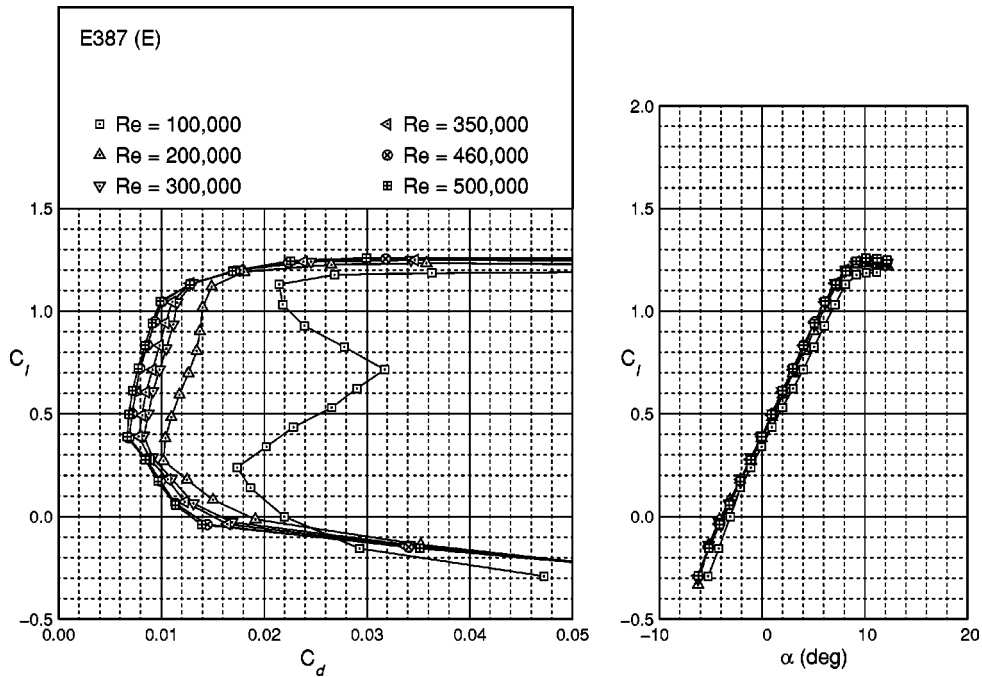 E387 (E)
Re = 100,000
Re = 200,000
Re = 300,000
Re = 350,000
Re = 460,000
Re = 500,000
1.5
1.0
0.5
0.0
−0.5
C_l
0.00 0.01 0.02 0.03 0.04 0.05
C_d
2.0
1.5
1.0
0.5
0.0
−0.5
C_l
−10 0 10 20
α (deg)